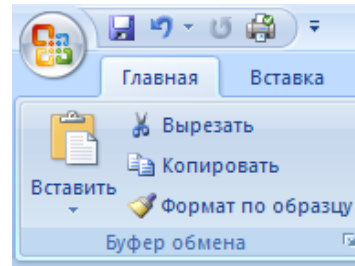 Главная Вставка
Вырезать
Копировать
Вставить
Формат по образцу
Буфер обмена